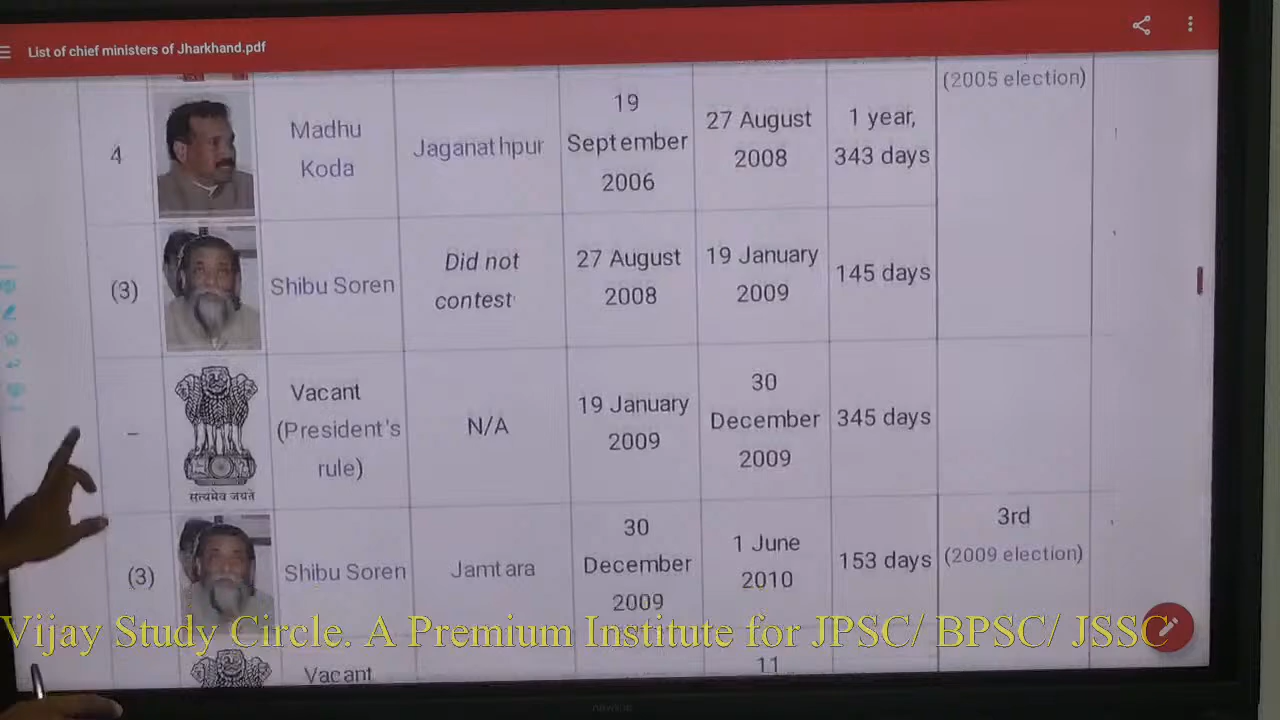 List of chief ministers of Jharkhand.pdf
(2005 election)
4
Madhu
Koda
Jaganathpur
19
September
2006
27 August
2008
1 year,
343 days
(3)
Shibu Soren
Did not
contest
27 August
2008
19 January
2009
145 days
–
सत्यमेव जयते
Vacant
(President's
rule)
N/A
19 January
2009
30
December
2009
345 days
(3)
Shibu Soren
Jamtara
30
December
2009
1 June
2010
153 days
3rd
(2009 election)
Vijay Study Circle. A Premium Institute for JPSC/ BPSC/ JSSC
Vacant
11